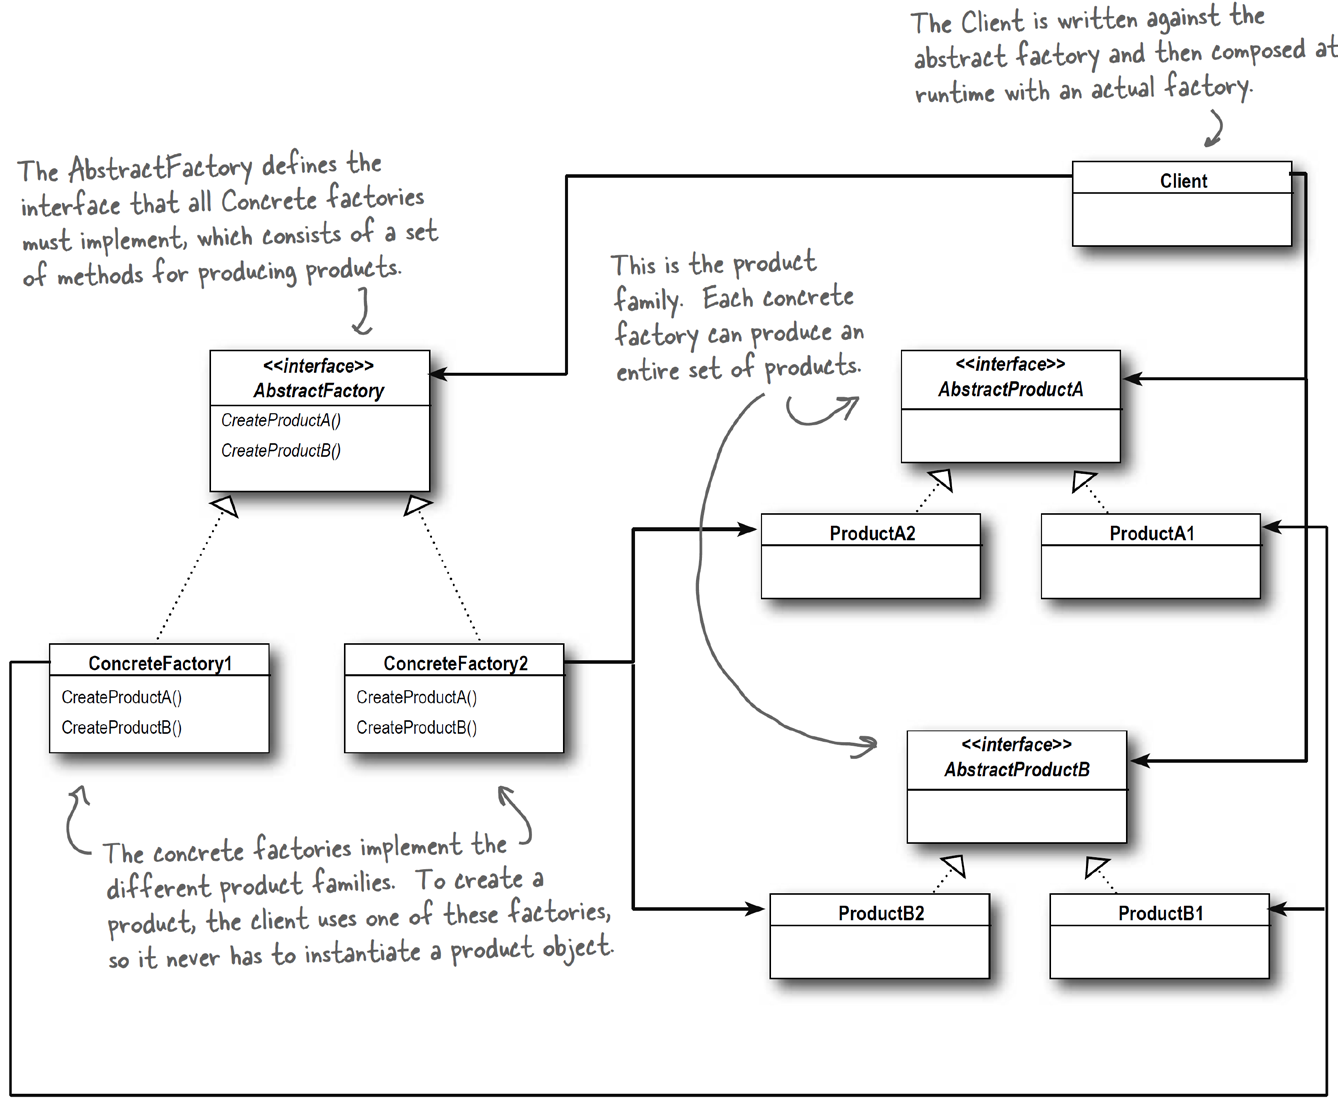 The Client is written against the
abstract factory and then composed at
runtime with an actual factory.
The AbstractFactory defines the
interface that all Concrete factories
must implement, which consists of a set
of methods for producing products.
Client
This is the product
family. Each concrete
factory can produce an
entire set of products.
<<interface>>
AbstractFactory
CreateProductA()
CreateProductB()
<<interface>>
AbstractProductA
ProductA2
ProductA1
ConcreteFactory1
CreateProductA()
CreateProductB()
ConcreteFactory2
CreateProductA()
CreateProductB()
<<interface>>
AbstractProductB
ProductB2
ProductB1
The concrete factories implement the
different product families. To create a
product, the client uses one of these factories,
so it never has to instantiate a product object.